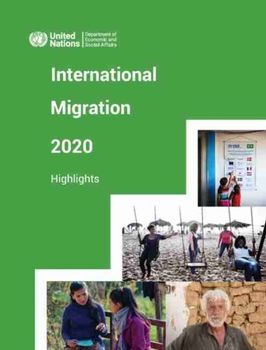 United
Nations
Department of
Economic and
Social Affairs
International
Migration
2020
Highlights